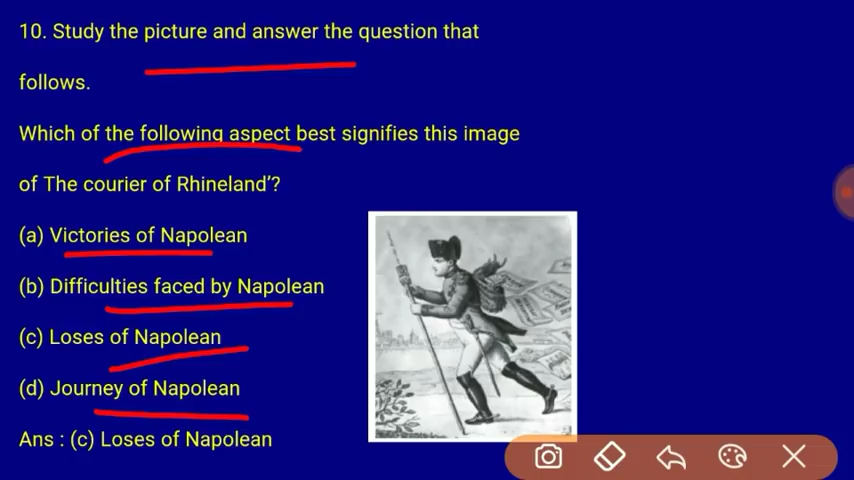 10. Study the picture and answer the question that
follows.
Which of the following aspect best signifies this image
of The courier of Rhineland’?
(a) Victories of Napolean
(b) Difficulties faced by Napolean
(c) Loses of Napolean
(d) Journey of Napolean
Ans : (c) Loses of Napolean